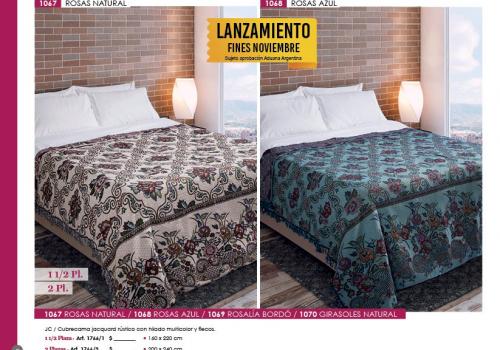 1067 ROSAS NATURAL
1068 ROSAS AZUL
LANZAMIENTO
FINES NOVIEMBRE
Sujeto aprobación Aduana Argentina
1 1/2 Pl.
2 Pl.
1067 ROSAS NATURAL / 1068 ROSAS AZUL / 1069 ROSALÍA BORDÓ / 1070 GIRASOLES NATURAL
JC / Cubrecama jacquard rústico con hilado multicolor y flecos.
1 1/2 Plaza - Art. 1766/1 $ ________ = 160 x 220 cm